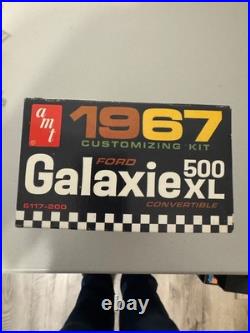 amt
1967
CUSTOMIZING KIT
FORD
Galaxie 500 XL
6117-200 CONVERTIBLE